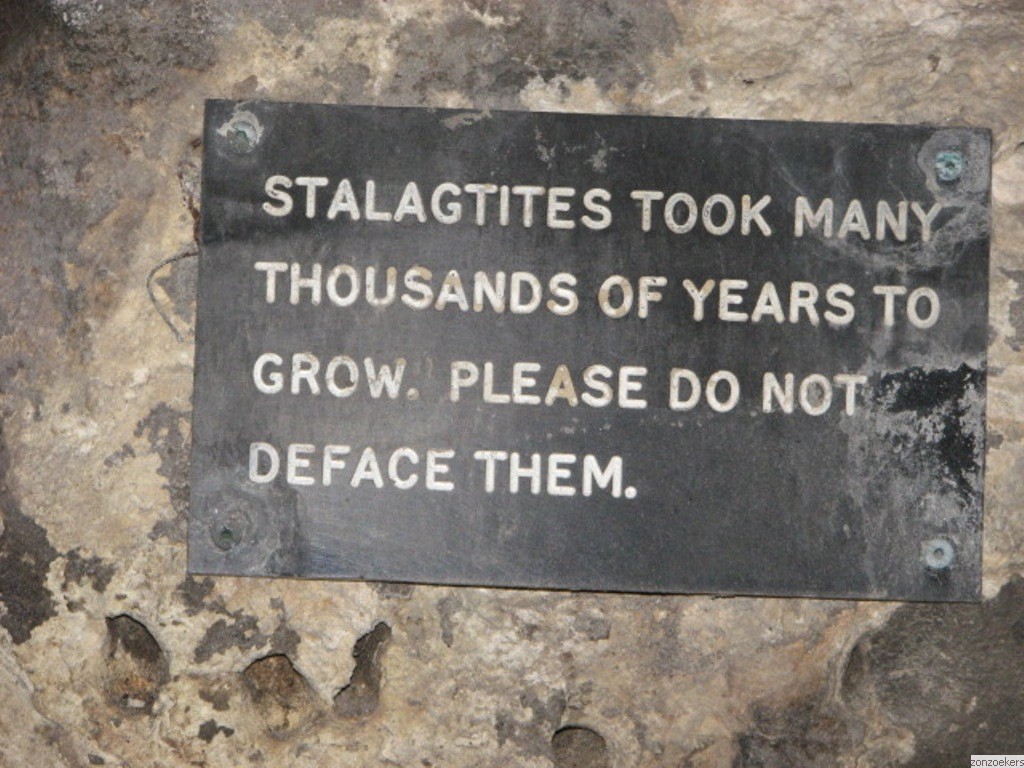 STALAGTITES TOOK MANY
THOUSANDS OF YEARS TO
GROW. PLEASE DO NOT
DEFACE THEM.
zonzoekers